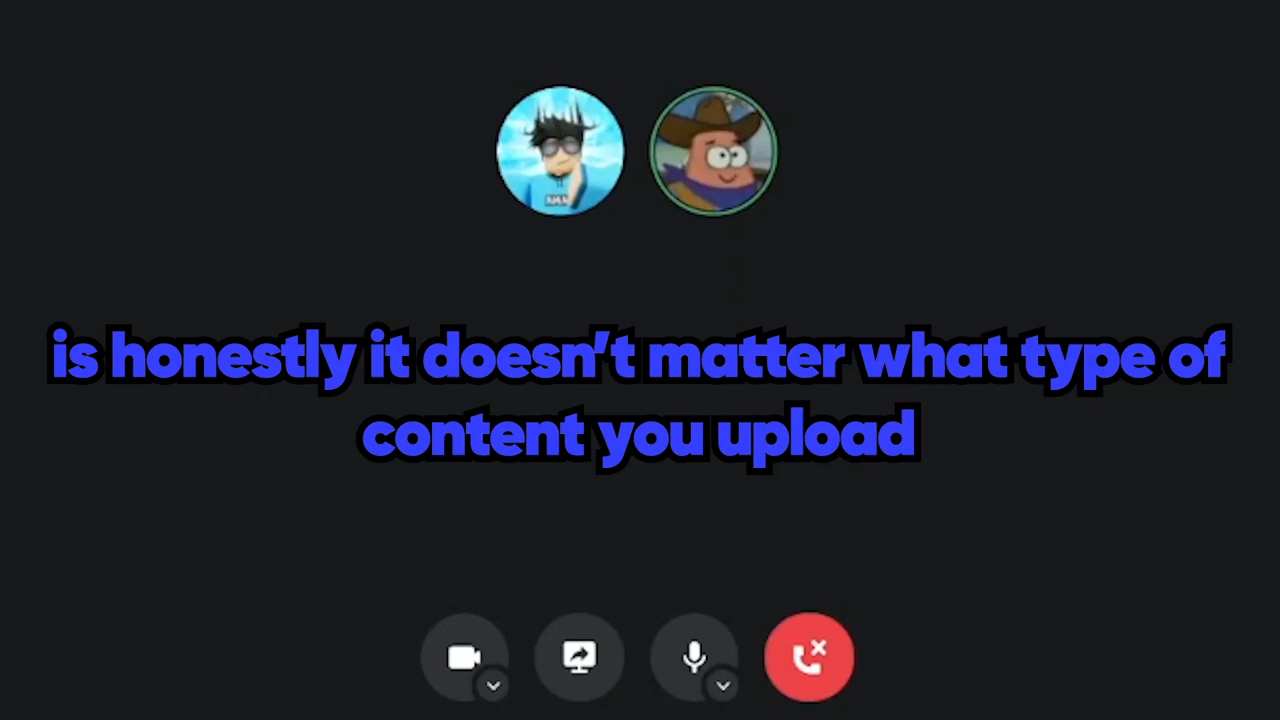 is honestly it doesn't matter what type of
content you upload